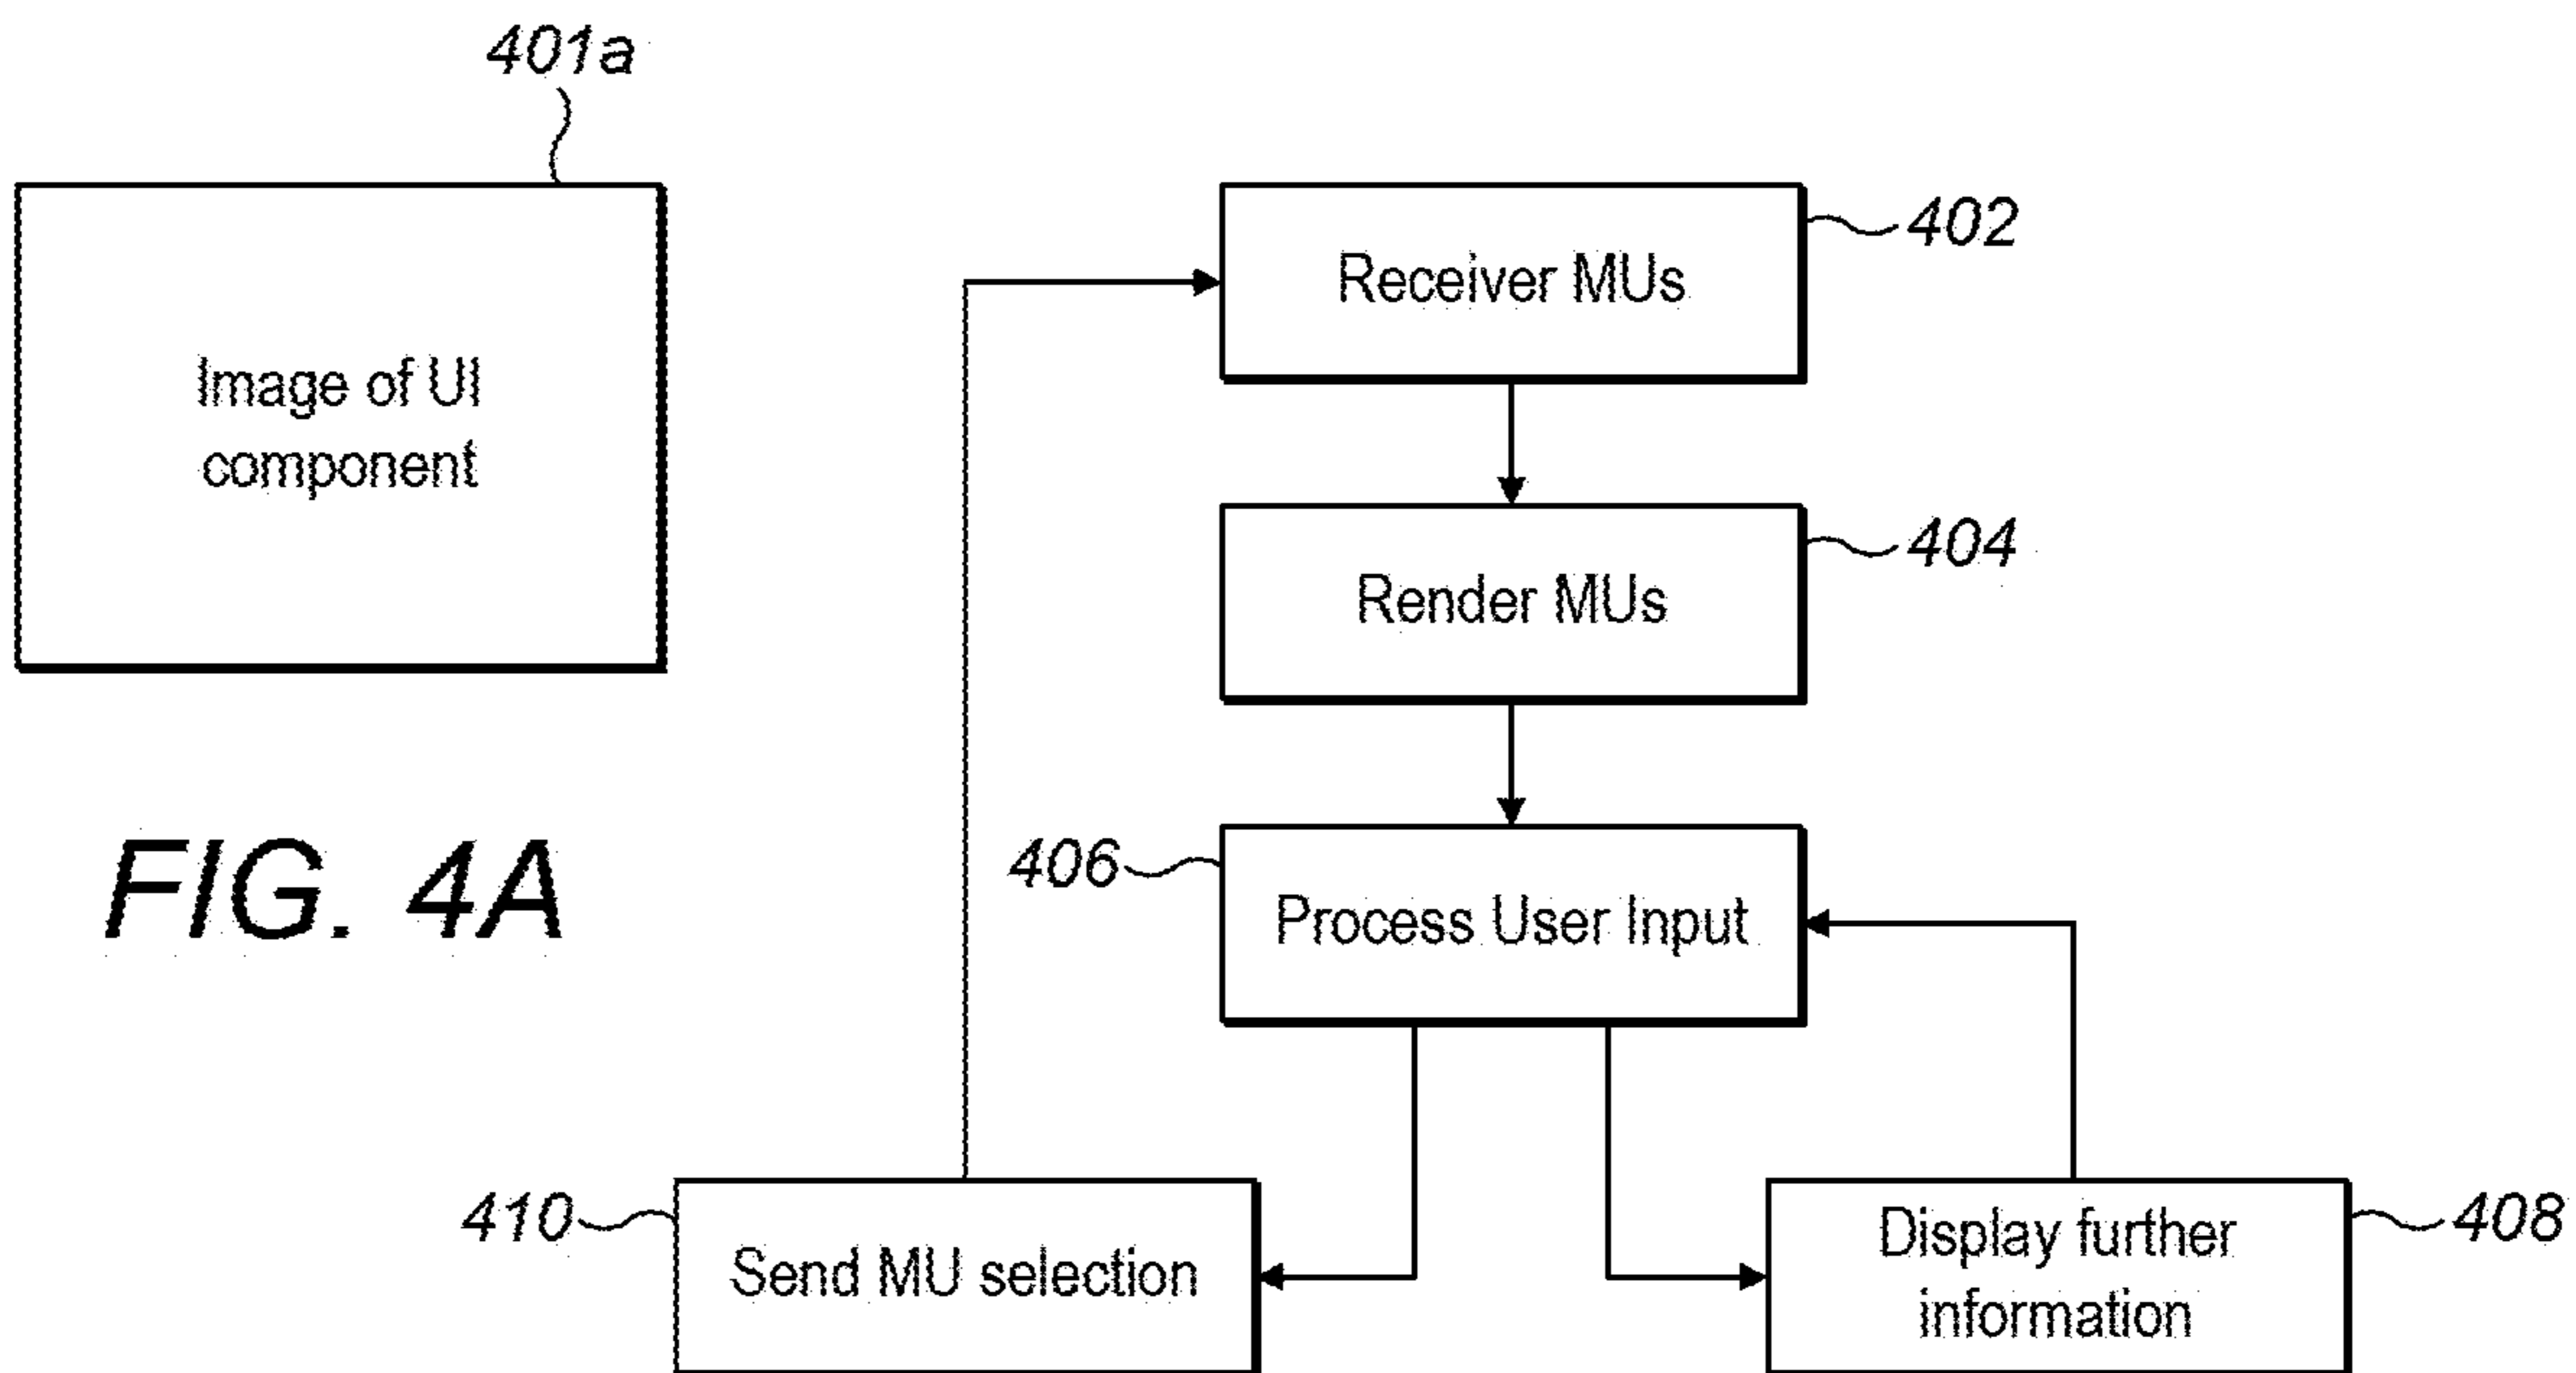 401a
Image of UI
component
FIG. 4A
402
Receiver MUs
404
Render MUs
406
Process User Input
410
Send MU selection
408
Display further
information